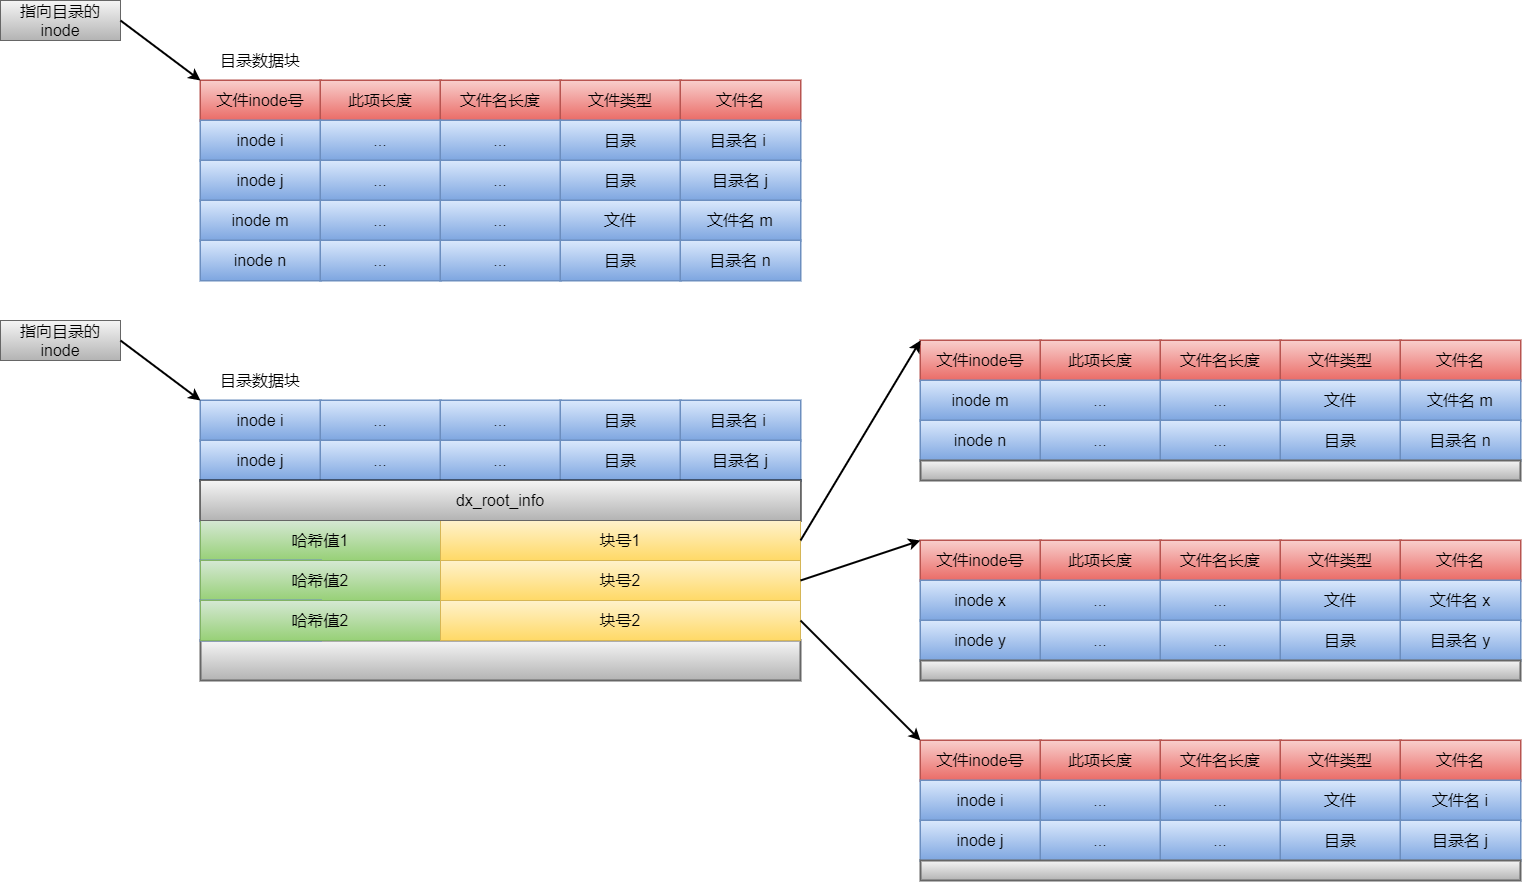 指向目录的
inode
目录数据块
文件inode号 此项长度 文件名长度 文件类型 文件名
inode i ... ... 目录 目录名 i
inode j ... ... 目录 目录名 j
inode m ... ... 文件 文件名 m
inode n ... ... 目录 目录名 n
指向目录的
inode
目录数据块
inode i ... ... 目录 目录名 i
inode j ... ... 目录 目录名 j
dx_root_info
哈希值1 块号1
哈希值2 块号2
哈希值2 块号2
文件inode号 此项长度 文件名长度 文件类型 文件名
inode m ... ... 文件 文件名 m
inode n ... ... 目录 目录名 n
文件inode号 此项长度 文件名长度 文件类型 文件名
inode x ... ... 文件 文件名 x
inode y ... ... 目录 目录名 y
文件inode号 此项长度 文件名长度 文件类型 文件名
inode i ... ... 文件 文件名 i
inode j ... ... 目录 目录名 j